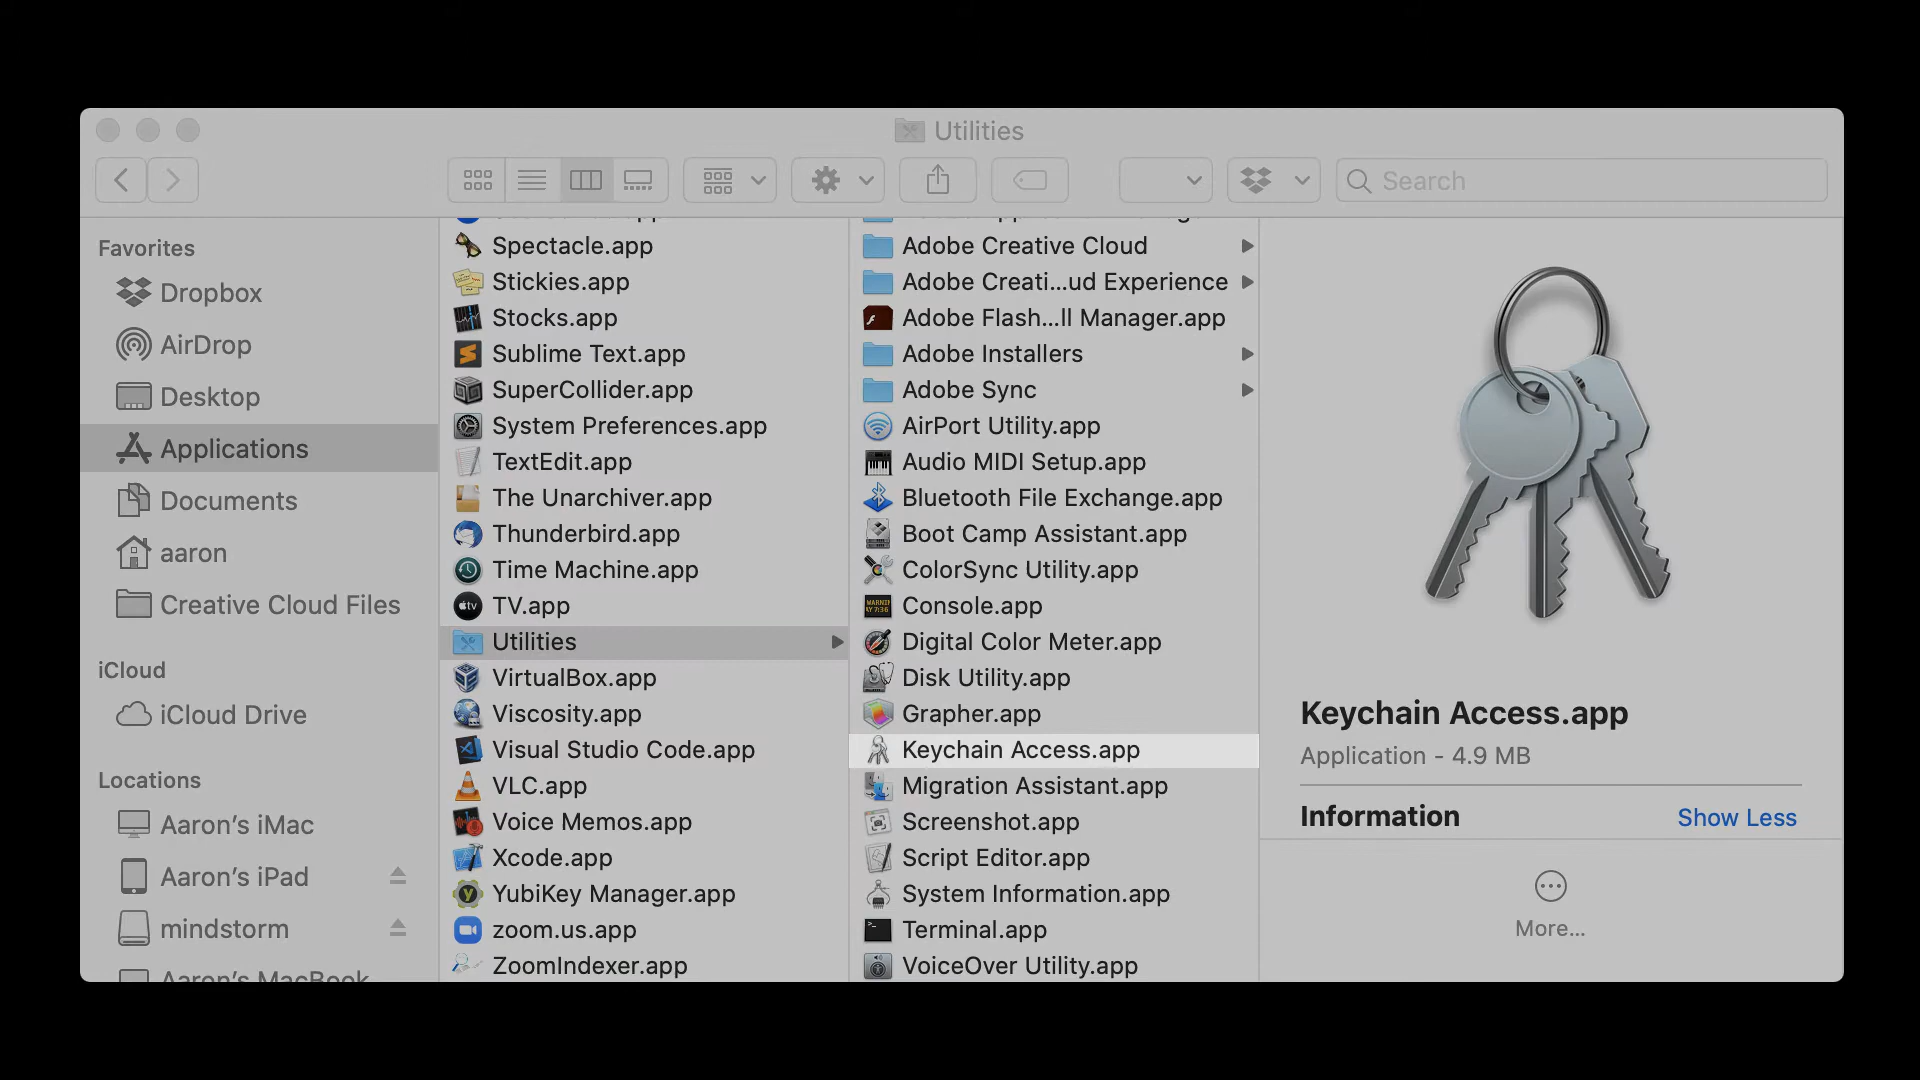 Utilities
Search
Favorites
Dropbox
AirDrop
Desktop
Applications
Documents
aaron
Creative Cloud Files
iCloud
iCloud Drive
Locations
Aaron's iMac
Aaron's iPad
mindstorm
Aaron's MacBook
Spectacle.app
Stickies.app
Stocks.app
Sublime Text.app
SuperCollider.app
System Preferences.app
TextEdit.app
The Unarchiver.app
Thunderbird.app
Time Machine.app
TV.app
Utilities
VirtualBox.app
Viscosity.app
Visual Studio Code.app
VLC.app
Voice Memos.app
Xcode.app
YubiKey Manager.app
zoom.us.app
ZoomIndexer.app
Adobe Creative Cloud
Adobe Creati...ud Experience
Adobe Flash...ll Manager.app
Adobe Installers
Adobe Sync
AirPort Utility.app
Audio MIDI Setup.app
Bluetooth File Exchange.app
Boot Camp Assistant.app
ColorSync Utility.app
Console.app
Digital Color Meter.app
Disk Utility.app
Grapher.app
Keychain Access.app
Migration Assistant.app
Screenshot.app
Script Editor.app
System Information.app
Terminal.app
VoiceOver Utility.app
Keychain Access.app
Application - 4.9 MB
Information
Show Less
More...